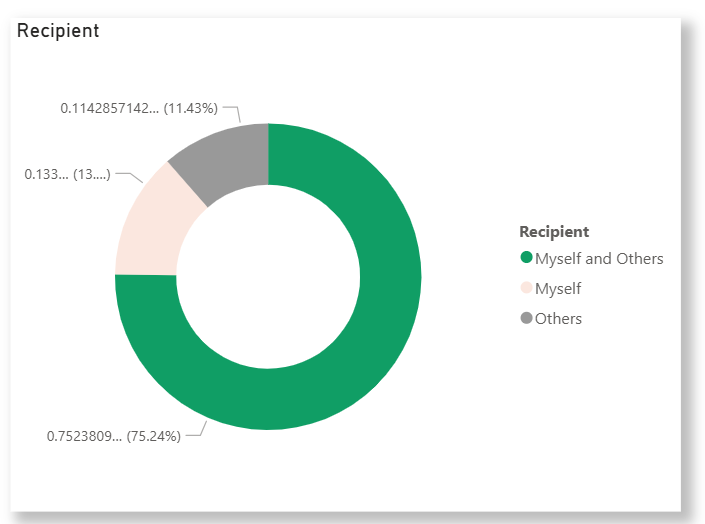 Recipient
0.1142857142... (11.43%)
0.133... (13....)
0.7523809... (75.24%)
Recipient
Myself and Others
Myself
Others